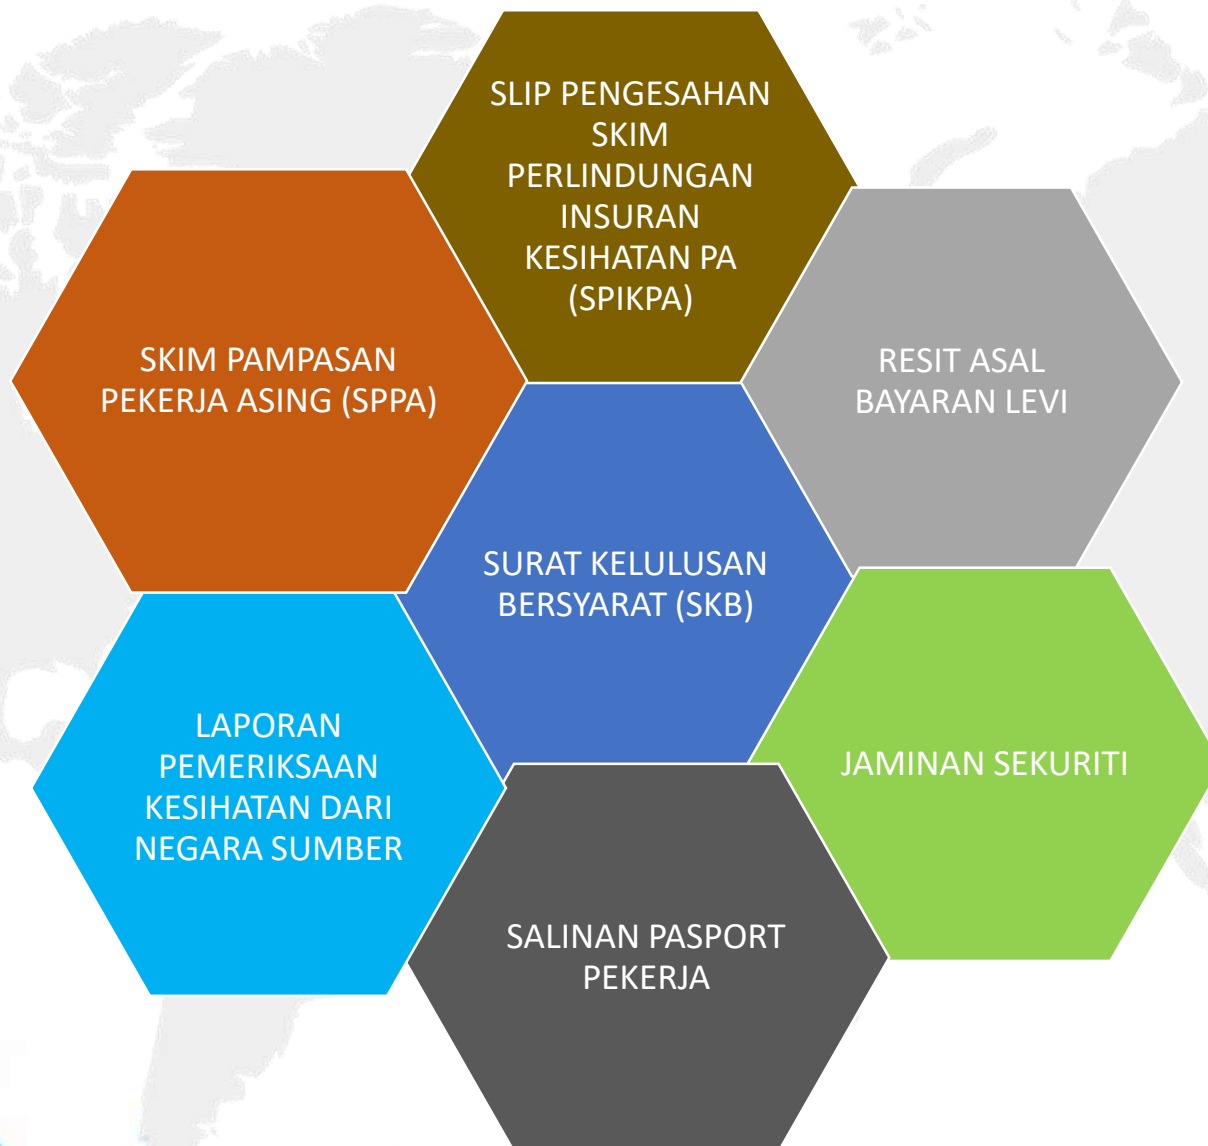 SLIP PENGESAHAN
SKIM
PERLINDUNGAN
INSURAN
KESIHATAN PA
(SPIKPA)
SKIM PAMPASAN
PEKERJA ASING (SPPA)
RESIT ASAL
BAYARAN LEVI
SURAT KELULUSAN
BERSYARAT (SKB)
LAPORAN
PEMERIKSAAN
KESIHATAN DARI
NEGARA SUMBER
JAMINAN SEKURITI
SALINAN PASPORT
PEKERJA